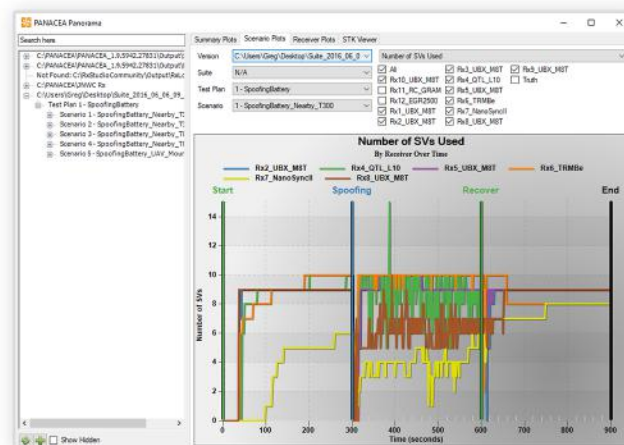 PANACEA Panorama
Search here
C:\PANACEA\PANACEA_1.9.5942.27831\Output\
C:\PANACEA\PANACEA_1.9.5942.27831\Output\
Not Found: C:\RxStudioCommunity\Output\RxLo
C:\PANACEA\JNWC Rx
C:\Users\Greg\Desktop\Suite_2016_06_06_09_
Test Plan 1 - SpoofingBattery
Scenario 1 - SpoofingBattery_Nearby_T
Scenario 2 - SpoofingBattery_Nearby_T
Scenario 3 - SpoofingBattery_Nearby_T
Scenario 4 - SpoofingBattery_Nearby_T
Scenario 5 - SpoofingBattery_UAV_Moun
Show Hidden
Summary Plots Scenario Plots Receiver Plots STK Viewer
Version C:\Users\Greg\Desktop\Suite_2016_06_0 Number of SVs Used
Suite N/A
Test Plan 1 - SpoofingBattery
Scenario 1 - SpoofingBattery_Nearby_T300
All Rx3_UBX_M8T Rx9_UBX_M8T
Rx10_UBX_M8T Rx4_QTL_L10 Truth
Rx11_RC_GRAM Rx5_UBX_M8T
Rx12_EGR2500 Rx6_TRMBe
Rx1_UBX_M8T Rx7_NanoSyncII
Rx2_UBX_M8T Rx8_UBX_M8T
Number of SVs Used
By Receiver Over Time
Rx2_UBX_M8T Rx4_QTL_L10 Rx5_UBX_M8T Rx6_TRMBe
Rx7_NanoSyncII Rx8_UBX_M8T
Start Spoofing Recover End
Number of SVs
14
12
10
8
6
4
2
0
0 100 200 300 400 500 600 700 800 900
Time (seconds)